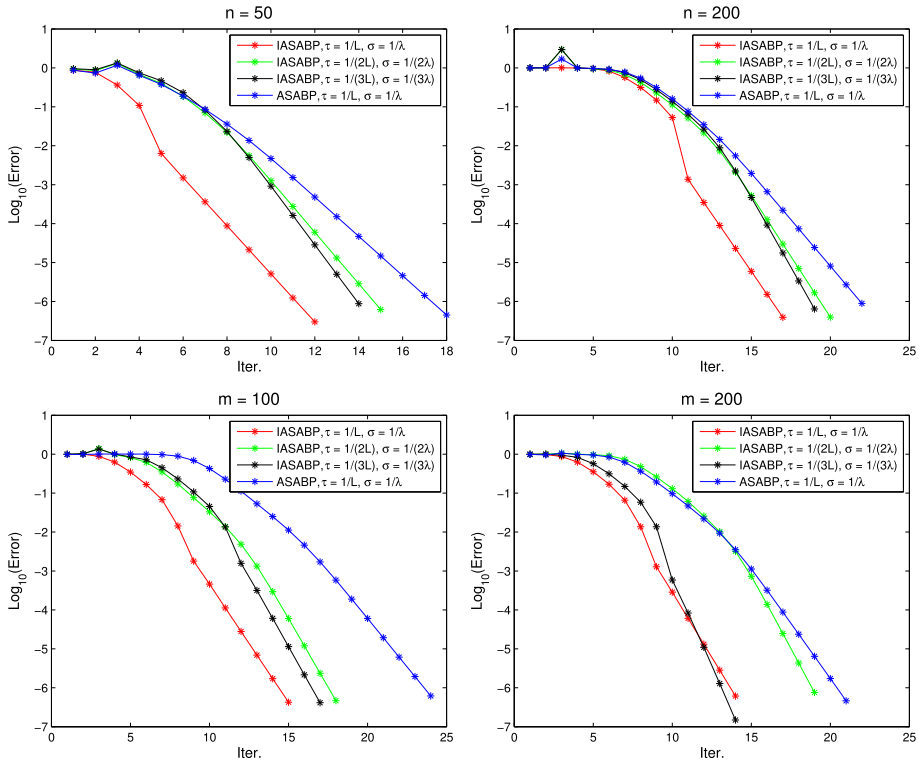 n = 50
IASABP,τ = 1/L, σ = 1/λ
IASABP,τ = 1/(2L), σ = 1/(2λ)
IASABP,τ = 1/(3L), σ = 1/(3λ)
ASABP,τ = 1/L, σ = 1/λ
Log10(Error)
1
0
−1
−2
−3
−4
−5
−6
−7
0 2 4 6 8 10 12 14 16 18
Iter.
n = 200
IASABP,τ = 1/L, σ = 1/λ
IASABP,τ = 1/(2L), σ = 1/(2λ)
IASABP,τ = 1/(3L), σ = 1/(3λ)
ASABP,τ = 1/L, σ = 1/λ
Log10(Error)
1
0
−1
−2
−3
−4
−5
−6
−7
0 5 10 15 20 25
Iter.
m = 100
IASABP,τ = 1/L, σ = 1/λ
IASABP,τ = 1/(2L), σ = 1/(2λ)
IASABP,τ = 1/(3L), σ = 1/(3λ)
ASABP,τ = 1/L, σ = 1/λ
Log10(Error)
1
0
−1
−2
−3
−4
−5
−6
−7
0 5 10 15 20 25
Iter.
m = 200
IASABP,τ = 1/L, σ = 1/λ
IASABP,τ = 1/(2L), σ = 1/(2λ)
IASABP,τ = 1/(3L), σ = 1/(3λ)
ASABP,τ = 1/L, σ = 1/λ
Log10(Error)
1
0
−1
−2
−3
−4
−5
−6
−7
0 5 10 15 20 25
Iter.